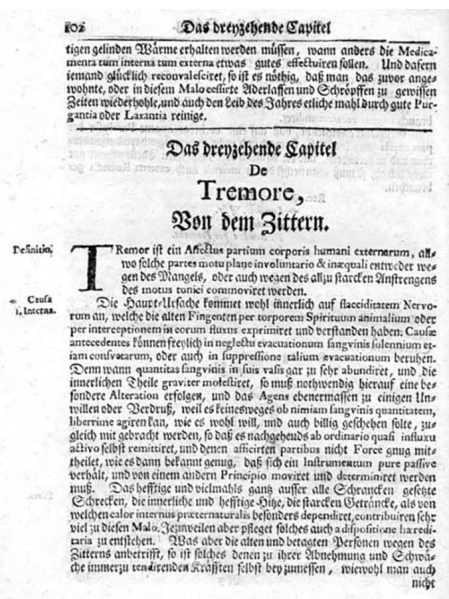 102 Das dreyzehende Capitel
tigen gelinden Wärme erhalten werden müssen, wann anders die Medica-
menta tum interna tum externa etwas gutes effectuiren sollen. Und dafern
jemand glücklich reconvalesciret, so ist es nöthig, daß man das zuvor ange-
wohnte, oder in diesem Malo cessirte Aderlassen und Schröpffen zu gewissen
Zeiten wiederhohle, und auch den Leib des Jahres etliche mahl durch gute Pur-
gantia oder Laxantia reinige.
Das dreyzehende Capitel
De
Tremore,
Von dem Zittern.
Definitio.
TRemor ist ein Affectus partium corporis humani externarum, all-
wo solche partes motu plane involuntario & inæquali entweder we-
gen des Mangels, oder auch wegen des allzu starcken Anstrengens
des motus tonici commoviret werden.
Causa
1. Interna.
Die Haupt-Ursache kommet wohl innerlich auf flacciditatem Nervo-
rum an, welche die alten Fingenten per torporem Spirituum animalium oder
per interceptionem in eorum fluxus exprimiret und verstanden haben. Causæ
antecedentes können freylich in neglectu evacuationum sangvinis solennium et-
iam consvetarum, oder auch in suppressione talium evacuationum beruhen.
Denn wann quantitas sangvinis in suis vasis gar zu sehr abundiret, und die
innerlichen Theile graviter molestiret, so muß nothwendig hierauf eine be-
sondere Alteration erfolgen, und das Agens ebenermassen zu einigen Un-
willen oder Verdruß, weil es keinesweges ob nimiam sangvinis quantitatem,
liberrime agiren kan, wie es wohl will, und auch billig geschehen solte, zu-
gleich mit gebracht werden, so daß es nachgehends ab ordinario quasi influxu
activo selbst remittiret, und denen afficirten partibus nicht Force gnug mit-
theilet, wie es dann bekannt genug, daß sich ein Instrumentum pure passive
verhält, und von einem andern Principio moviret und determiniret werden
muß. Das hefftige und vielmahls gantz ausser alle Schrancken gesetzte
Schrecken, die innerliche und hefftige Hitze, die starcken Geträncke, als von
welchen calor internus præternaturalis besonders dependiret, contribuiren sehr
viel zu diesen Malo. Jezuweilen aber pfleget solches auch a dispositione hæredi-
taria zu entstehen. Was aber die alten und betagten Personen wegen des
Zitterns anbetrifft, so ist solches denen zu ihrer Abnehmung und Schwä-
che immerzu tendirenden Kräfften selbst beyzumessen, wiewohl man auch
nicht